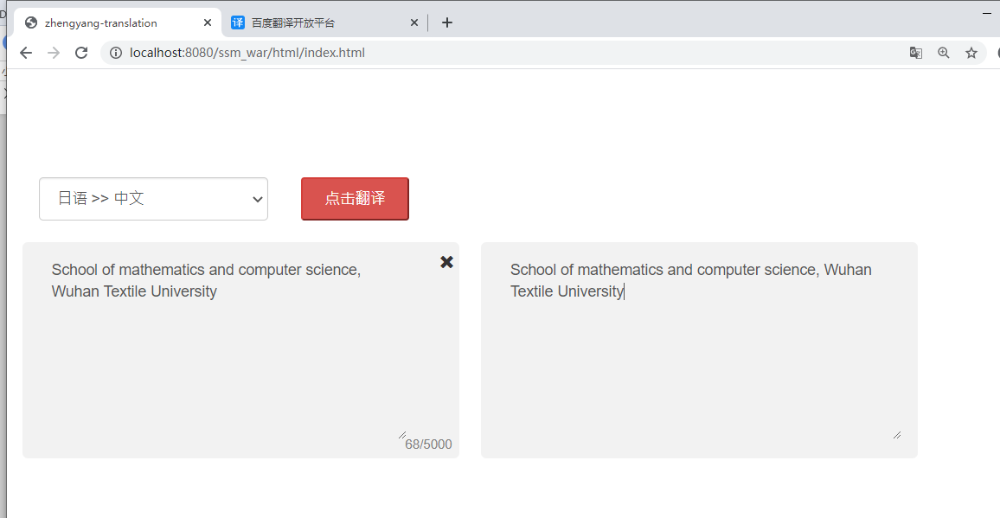 zhengyang-translation
译 百度翻译开放平台
localhost:8080/ssm_war/html/index.html
日语 >> 中文
点击翻译
School of mathematics and computer science,
Wuhan Textile University
68/5000
School of mathematics and computer science, Wuhan
Textile University